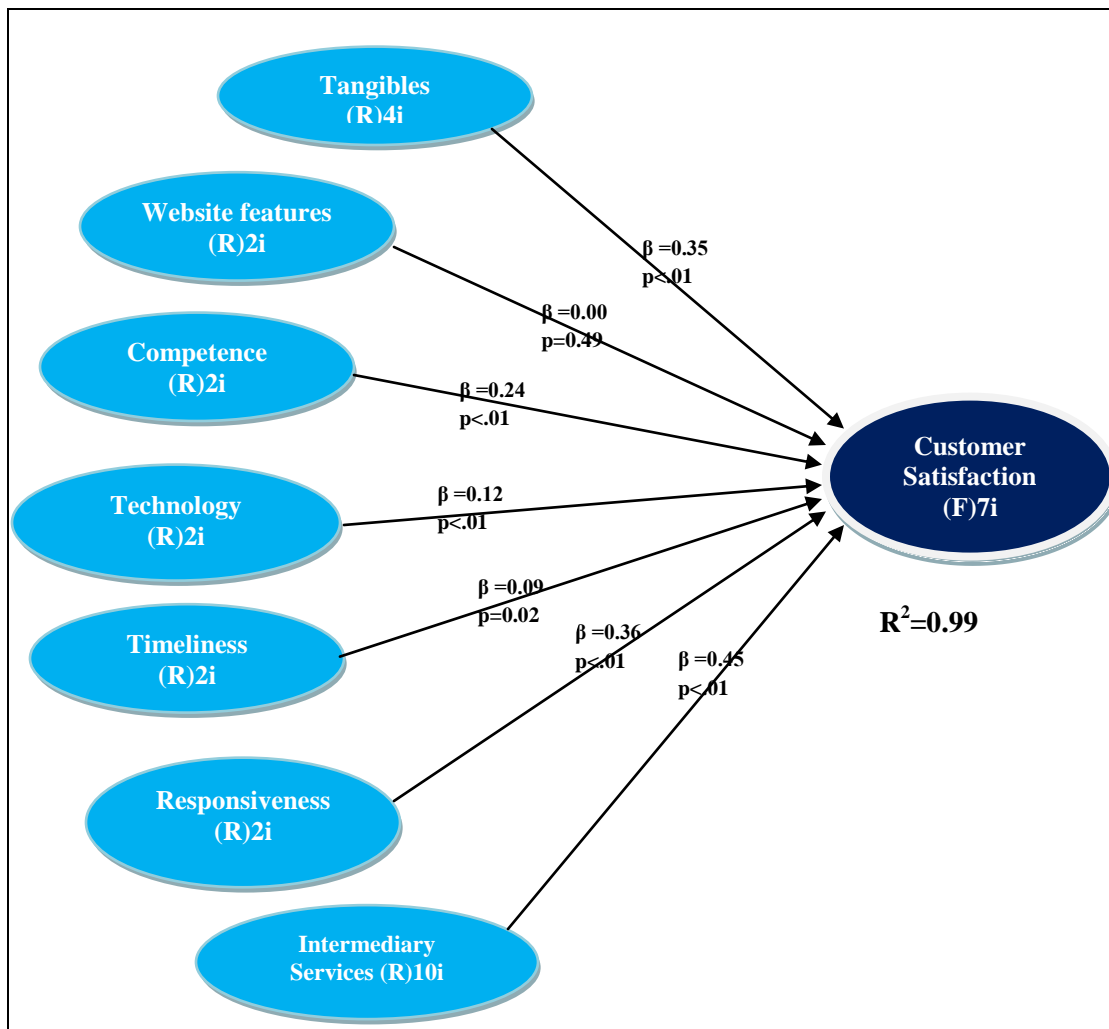 Tangibles
(R)4i
Website features
(R)2i
β =0.35
p<.01
β =0.00
p=0.49
Competence
(R)2i
β =0.24
p<.01
Customer
Satisfaction
(F)7i
Technology
(R)2i
β =0.12
p<.01
β =0.09
p=0.02
R²=0.99
Timeliness
(R)2i
β =0.36
p<.01
β =0.45
p<.01
Responsiveness
(R)2i
Intermediary
Services (R)10i